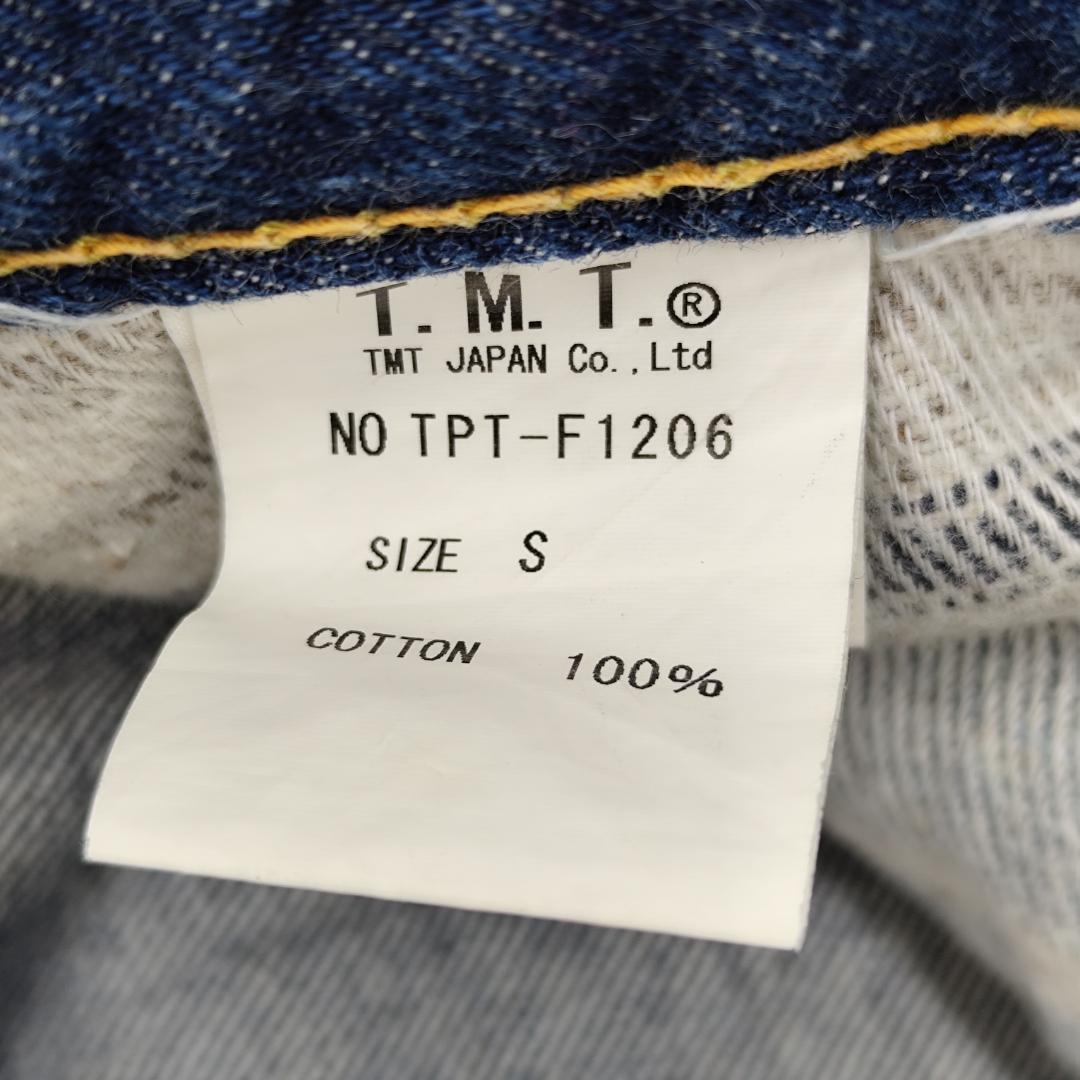 T. M. T.®
TMT JAPAN Co.,Ltd
NO TPT-F1206
SIZE S
COTTON 100%